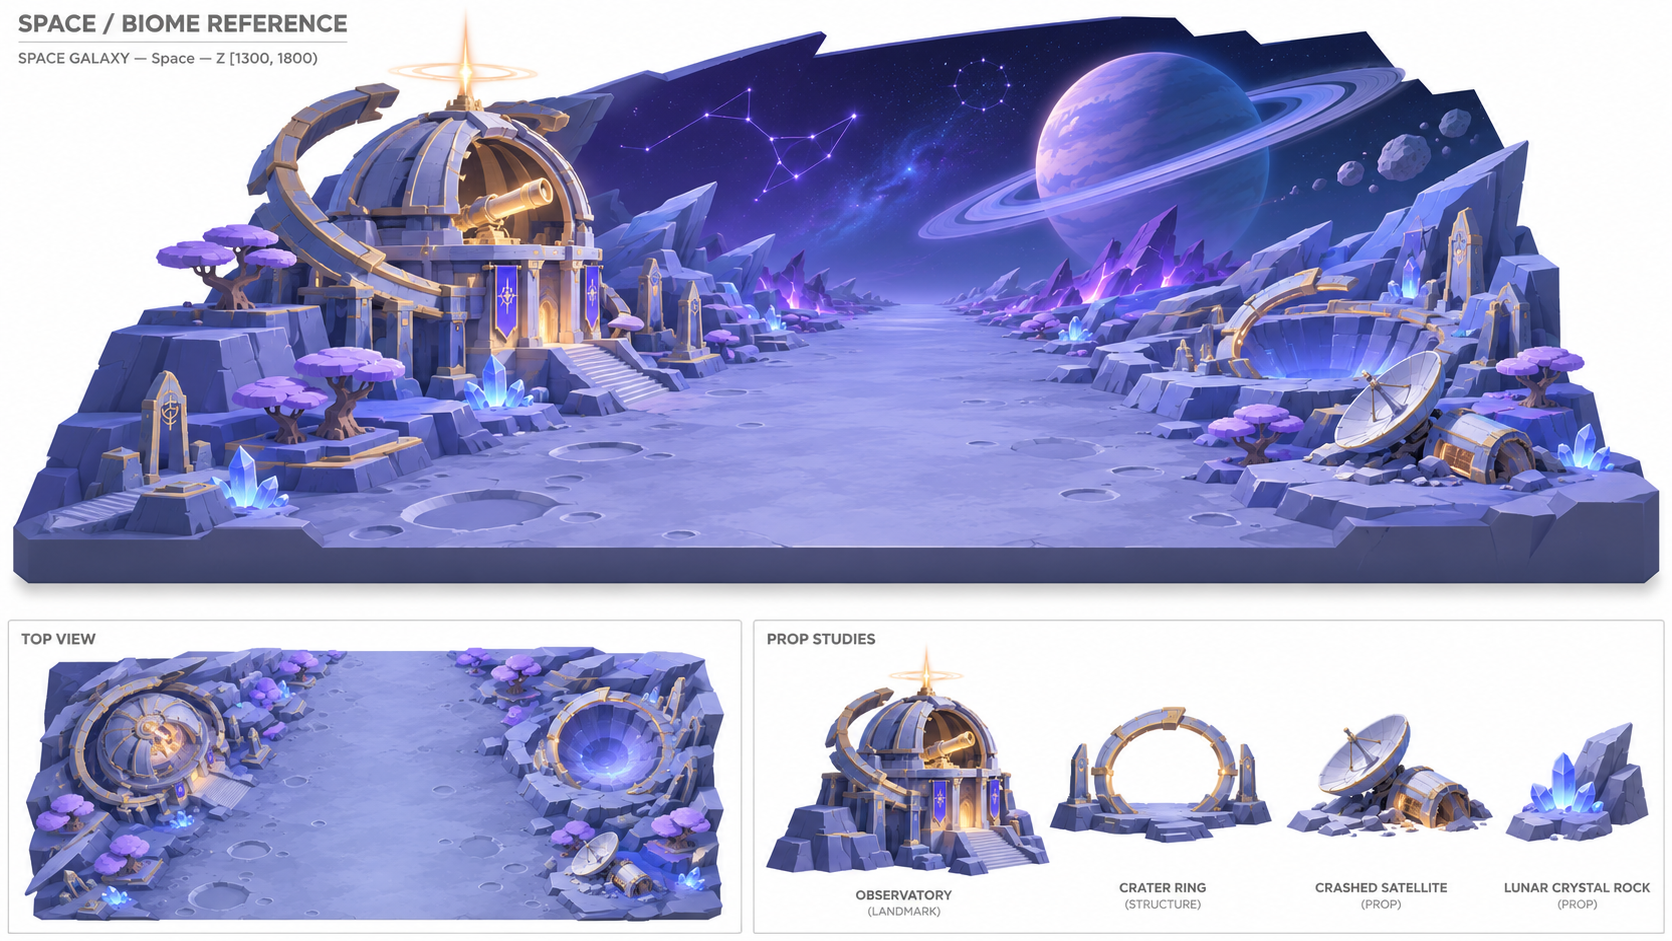 SPACE / BIOME REFERENCE
SPACE GALAXY — Space — Z [1300, 1800)
TOP VIEW
PROP STUDIES
OBSERVATORY
(LANDMARK)
CRATER RING
(STRUCTURE)
CRASHED SATELLITE
(PROP)
LUNAR CRYSTAL ROCK
(PROP)